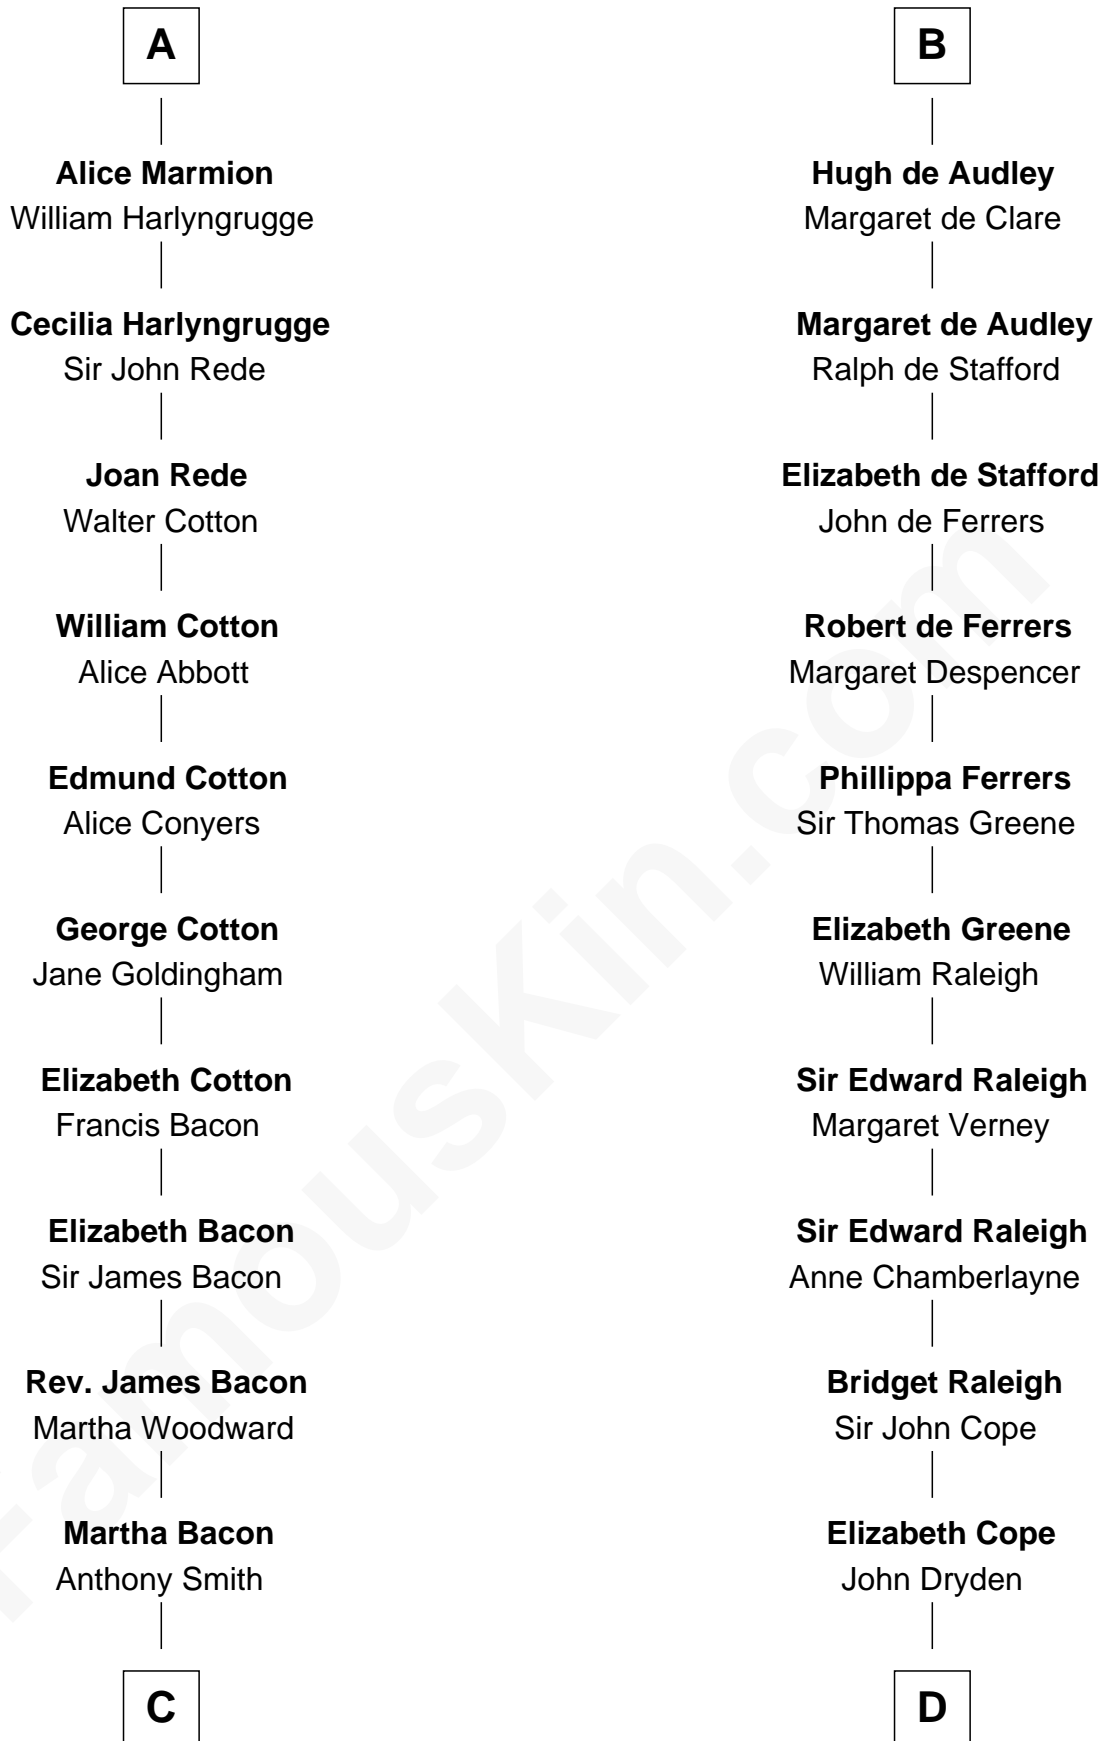 A
Alice Marmion
William Harlyngrugge
Cecilia Harlyngrugge
Sir John Rede
Joan Rede
Walter Cotton
William Cotton
Alice Abbott
Edmund Cotton
Alice Conyers
George Cotton
Jane Goldingham
Elizabeth Cotton
Francis Bacon
Elizabeth Bacon
Sir James Bacon
Rev. James Bacon
Martha Woodward
Martha Bacon
Anthony Smith
C
B
Hugh de Audley
Margaret de Clare
Margaret de Audley
Ralph de Stafford
Elizabeth de Stafford
John de Ferrers
Robert de Ferrers
Margaret Despencer
Phillippa Ferrers
Sir Thomas Greene
Elizabeth Greene
William Raleigh
Sir Edward Raleigh
Margaret Verney
Sir Edward Raleigh
Anne Chamberlayne
Bridget Raleigh
Sir John Cope
Elizabeth Cope
John Dryden
D
FamousKin.com